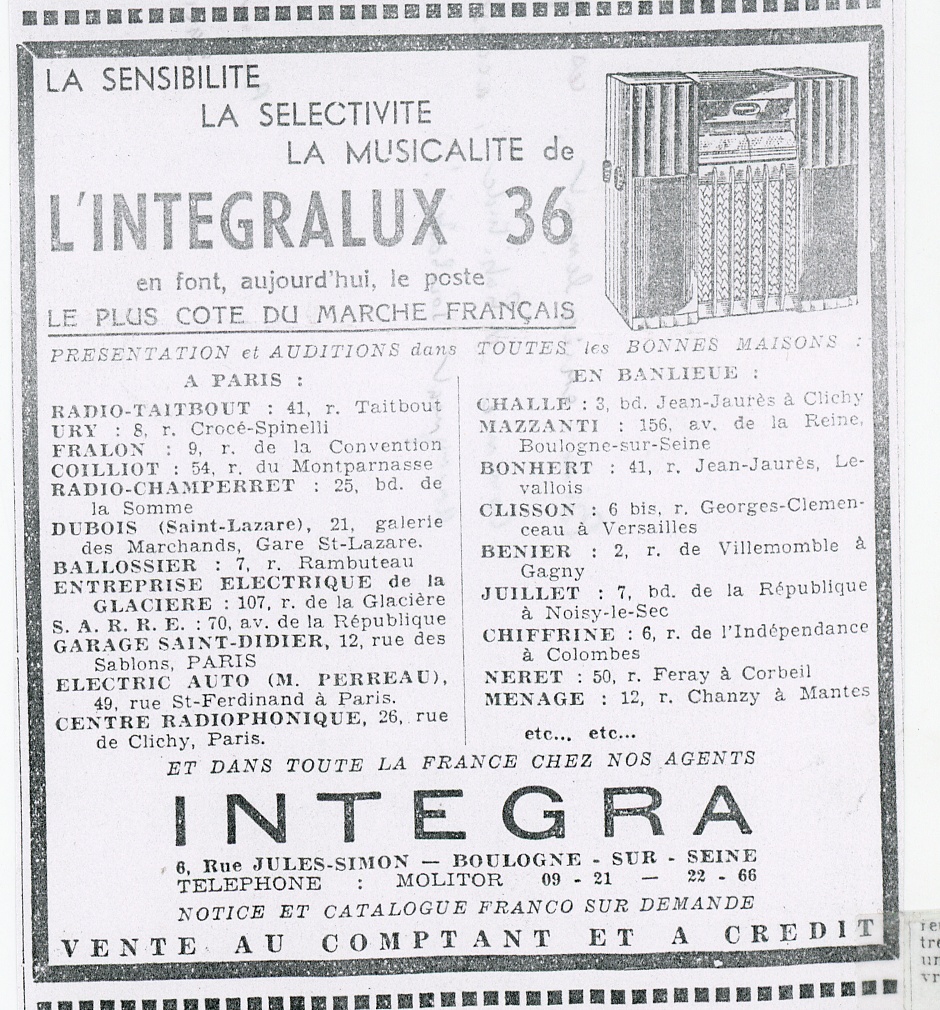 LA SENSIBILITE
LA SELECTIVITE
LA MUSICALITE de
L'INTEGRALUX 36
en font, aujourd'hui, le poste
LE PLUS COTE DU MARCHE FRANÇAIS
PRESENTATION et AUDITIONS dans TOUTES les BONNES MAISONS :
A PARIS :
RADIO-TAITBOUT : 41, r. Taitbout
URY : 8, r. Crocé-Spinelli
FRALON : 9, r. de la Convention
COILLIOT : 54, r. du Montparnasse
RADIO-CHAMPERRET : 25, bd. de
la Somme
DUBOIS (Saint-Lazare), 21, galerie
des Marchands, Gare St-Lazare.
BALLOSSIER : 7, r. Rambuteau
ENTREPRISE ELECTRIQUE de la
GLACIERE : 107, r. de la Glacière
S. A. R. R. E. : 70, av. de la République
GARAGE SAINT-DIDIER, 12, rue des
Sablons, PARIS
ELECTRIC AUTO (M. PERREAU),
49, rue St-Ferdinand à Paris.
CENTRE RADIOPHONIQUE, 26, rue
de Clichy, Paris.
EN BANLIEUE :
CHALLE : 3, bd. Jean-Jaurès à Clichy
MAZZANTI : 156, av. de la Reine,
Boulogne-sur-Seine
BONHERT : 41, r. Jean-Jaurès, Le-
vallois
CLISSON : 6 bis, r. Georges-Clemen-
ceau à Versailles
BENIER : 2, r. de Villemomble à
Gagny
JUILLET : 7, bd. de la République
à Noisy-le-Sec
CHIFFRINE : 6, r. de l'Indépendance
à Colombes
NERET : 50, r. Feray à Corbeil
MENAGE : 12, r. Chanzy à Mantes
etc... etc...
ET DANS TOUTE LA FRANCE CHEZ NOS AGENTS
INTEGRA
6, Rue JULES-SIMON — BOULOGNE - SUR - SEINE
TELEPHONE : MOLITOR 09 - 21 — 22 - 66
NOTICE ET CATALOGUE FRANCO SUR DEMANDE
VENTE AU COMPTANT ET A CREDIT